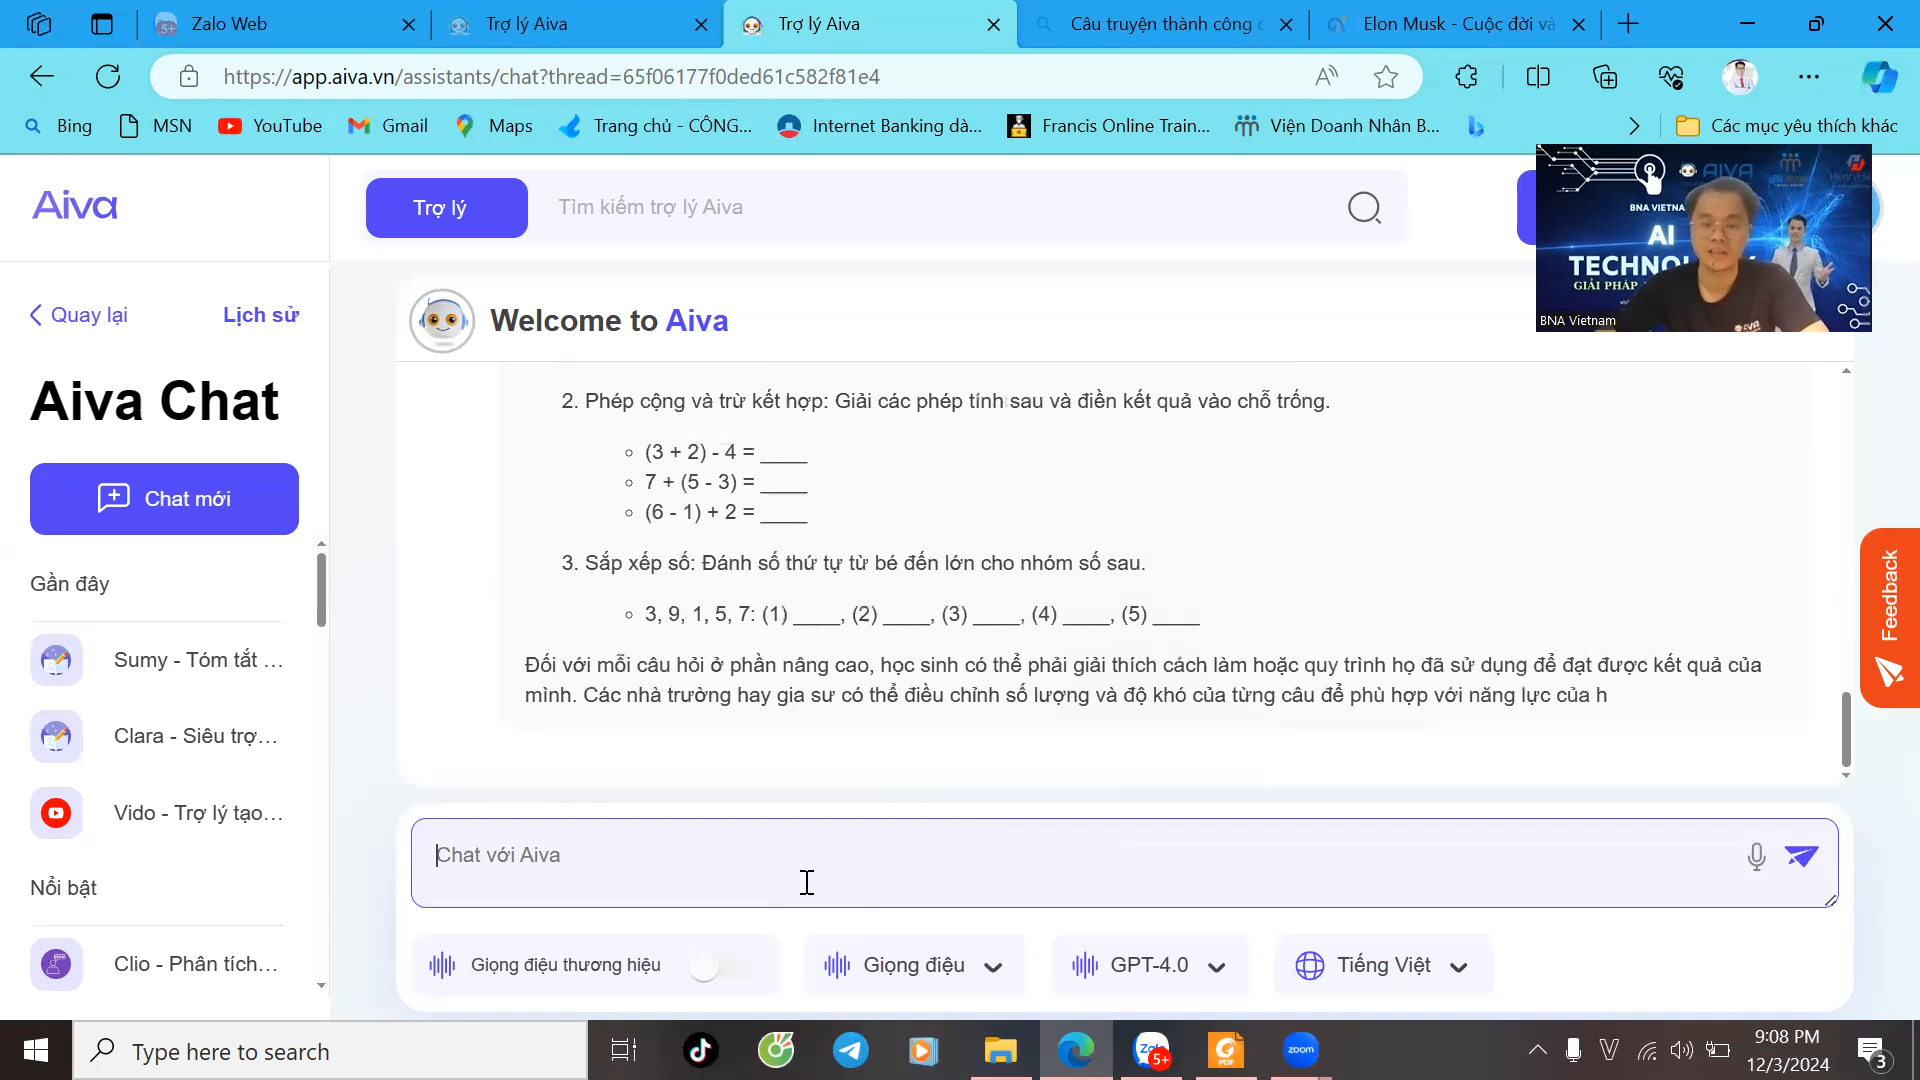 Zalo Web
Trợ lý Aiva
Trợ lý Aiva
Câu truyện thành công
Elon Musk - Cuộc đời và
https://app.aiva.vn/assistants/chat?thread=65f06177f0ded61c582f81e4
Bing
MSN
YouTube
Gmail
Maps
Trang chủ - CÔNG...
Internet Banking dà...
Francis Online Train...
Viện Doanh Nhân B...
Các mục yêu thích khác
Aiva
Trợ lý
Tìm kiếm trợ lý Aiva
AIVA
BNA VIETNA
AI
TECHNO
GIẢI PHÁP
BNA Vietnam
Quay lại
Lịch sử
Aiva Chat
Chat mới
Gần đây
Sumy - Tóm tắt ...
Clara - Siêu trợ...
Vido - Trợ lý tạo...
Nổi bật
Clio - Phân tích...
Welcome to Aiva
2. Phép cộng và trừ kết hợp: Giải các phép tính sau và điền kết quả vào chỗ trống.
(3 + 2) - 4 = ____
7 + (5 - 3) = ____
(6 - 1) + 2 = ____
3. Sắp xếp số: Đánh số thứ tự từ bé đến lớn cho nhóm số sau.
3, 9, 1, 5, 7: (1) ____, (2) ____, (3) ____, (4) ____, (5) ____
Đối với mỗi câu hỏi ở phần nâng cao, học sinh có thể phải giải thích cách làm hoặc quy trình họ đã sử dụng để đạt được kết quả của
mình. Các nhà trường hay gia sư có thể điều chỉnh số lượng và độ khó của từng câu để phù hợp với năng lực của h
Feedback
Chat với Aiva
Giọng điệu thương hiệu
Giọng điệu
GPT-4.0
Tiếng Việt
Type here to search
Zalo
5+
PDF
zoom
9:08 PM
12/3/2024
3